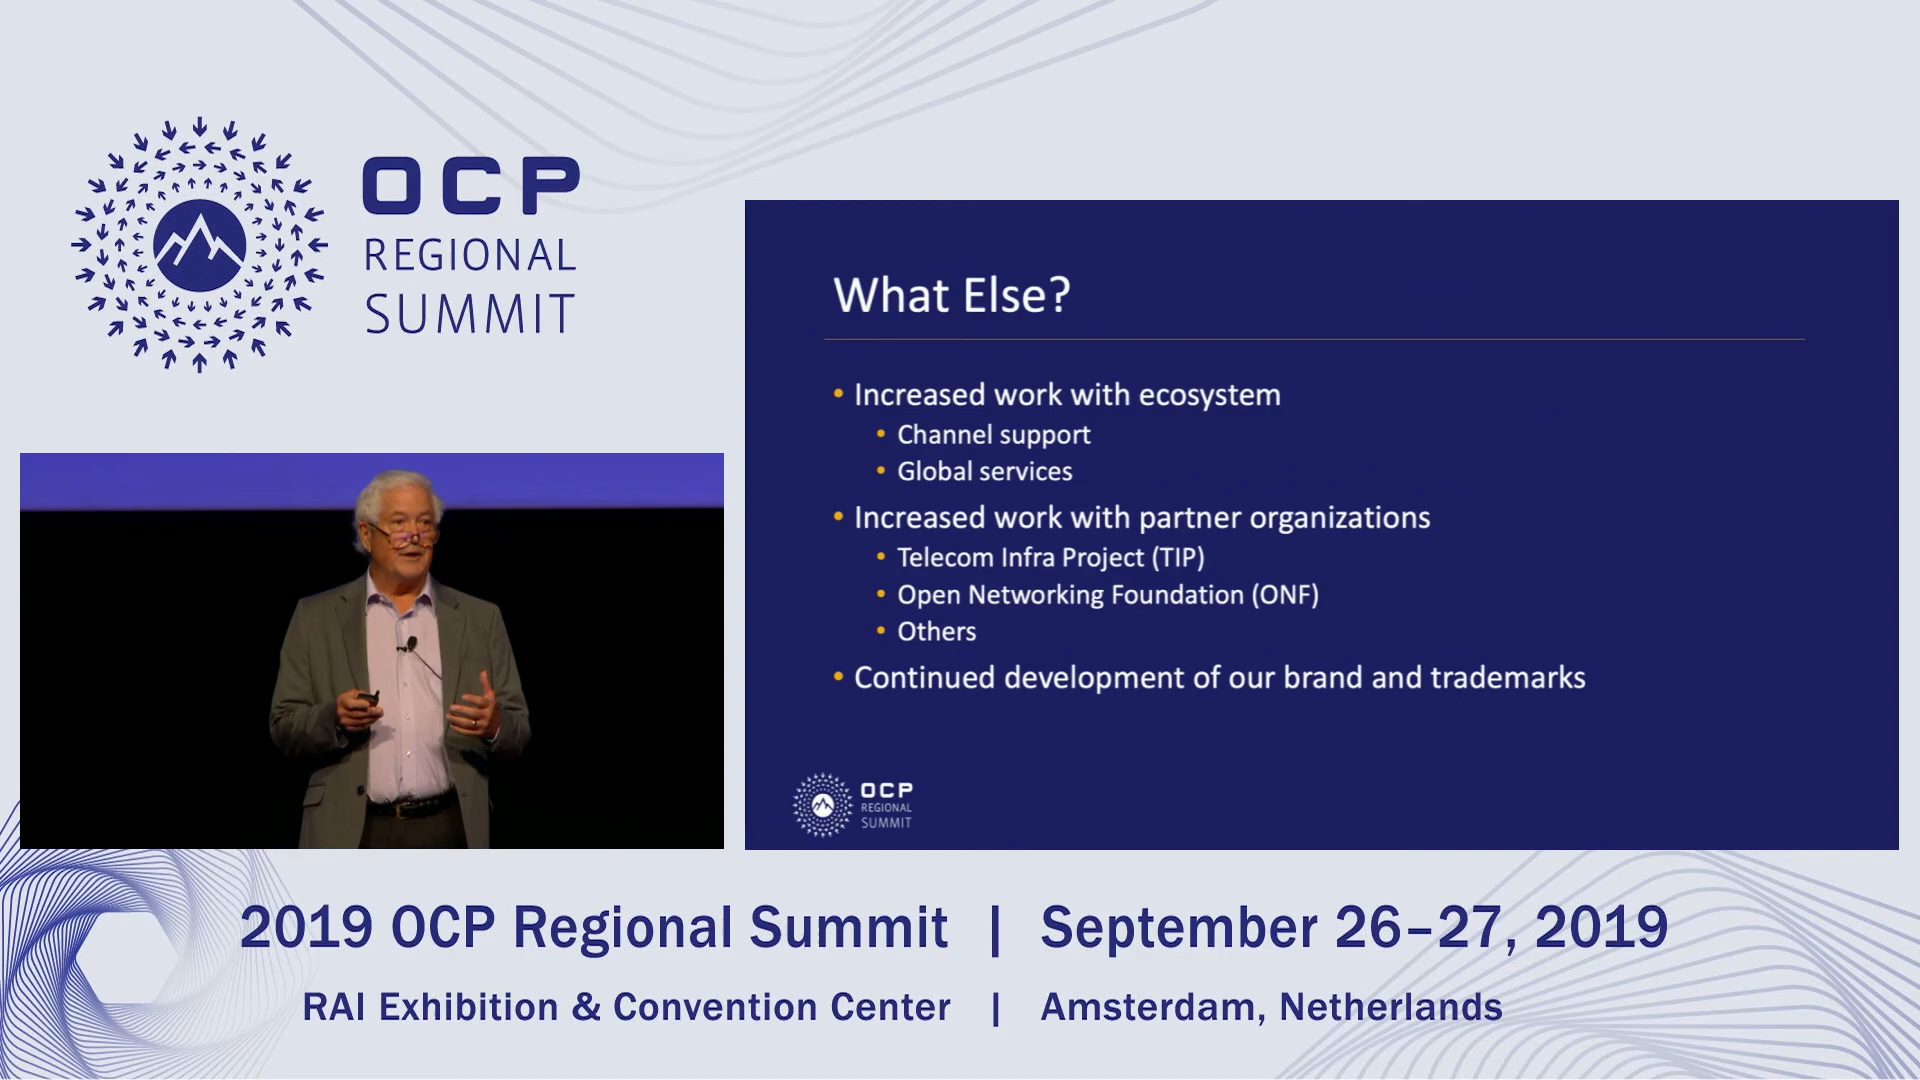 OCP
REGIONAL
SUMMIT
What Else?
• Increased work with ecosystem
• Channel support
• Global services
• Increased work with partner organizations
• Telecom Infra Project (TIP)
• Open Networking Foundation (ONF)
• Others
• Continued development of our brand and trademarks
OCP
REGIONAL
SUMMIT
2019 OCP Regional Summit | September 26–27, 2019
RAI Exhibition & Convention Center | Amsterdam, Netherlands